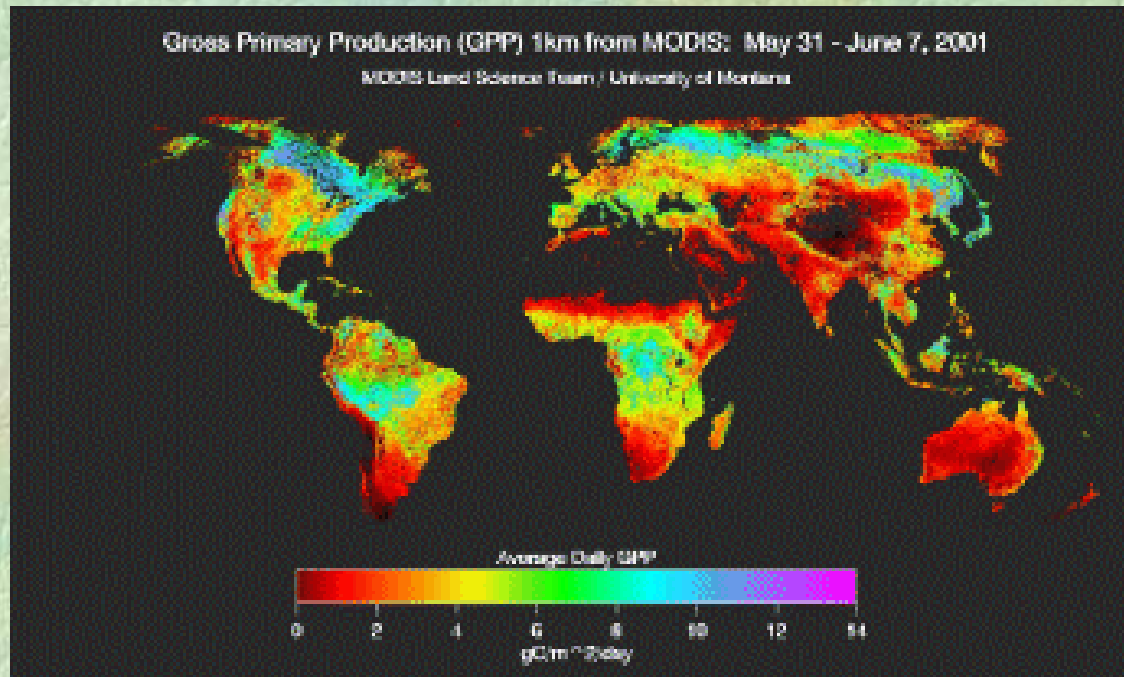 Gross Primary Production (GPP) 1km from MODIS: May 31 - June 7, 2001
MODIS Land Science Team / University of Montana
Average Daily GPP
0 2 4 6 8 10 12 14
gC/m^2/day